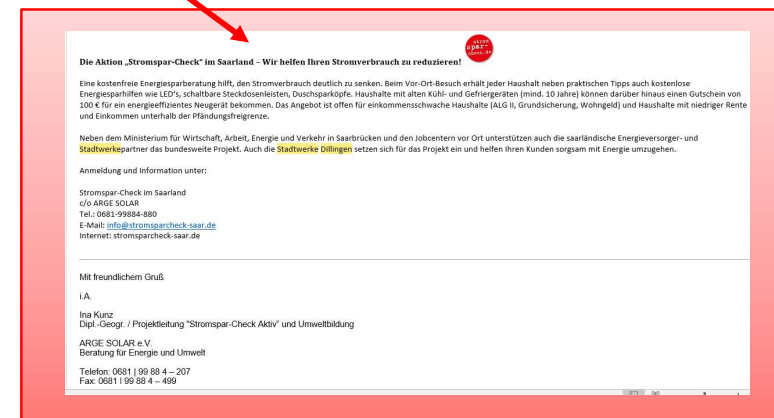 strom
spar-
check.de
Die Aktion „Stromspar-Check“ im Saarland – Wir helfen Ihren Stromverbrauch zu reduzieren!
Eine kostenfreie Energiesparberatung hilft, den Stromverbrauch deutlich zu senken. Beim Vor-Ort-Besuch erhält jeder Haushalt neben praktischen Tipps auch kostenlose
Energiesparhilfen wie LED’s, schaltbare Steckdosenleisten, Duschsparköpfe. Haushalte mit alten Kühl- und Gefriergeräten (mind. 10 Jahre) können darüber hinaus einen Gutschein von
100 € für ein energieeffizientes Neugerät bekommen. Das Angebot ist offen für einkommensschwache Haushalte (ALG II, Grundsicherung, Wohngeld) und Haushalte mit niedriger Rente
und Einkommen unterhalb der Pfändungsfreigrenze.
Neben dem Ministerium für Wirtschaft, Arbeit, Energie und Verkehr in Saarbrücken und den Jobcentern vor Ort unterstützen auch die saarländische Energieversorger- und
Stadtwerkepartner das bundesweite Projekt. Auch die Stadtwerke Dillingen setzen sich für das Projekt ein und helfen Ihren Kunden sorgsam mit Energie umzugehen.
Anmeldung und Information unter:
Stromspar-Check im Saarland
c/o ARGE SOLAR
Tel.: 0681-99884-880
E-Mail: info@stromsparcheck-saar.de
Internet: stromsparcheck-saar.de
Mit freundlichem Gruß
i.A.
Ina Kunz
Dipl.-Geogr. / Projektleitung "Stromspar-Check Aktiv" und Umweltbildung
ARGE SOLAR e.V.
Beratung für Energie und Umwelt
Telefon: 0681 | 99 88 4 – 207
Fax: 0681 | 99 88 4 – 499